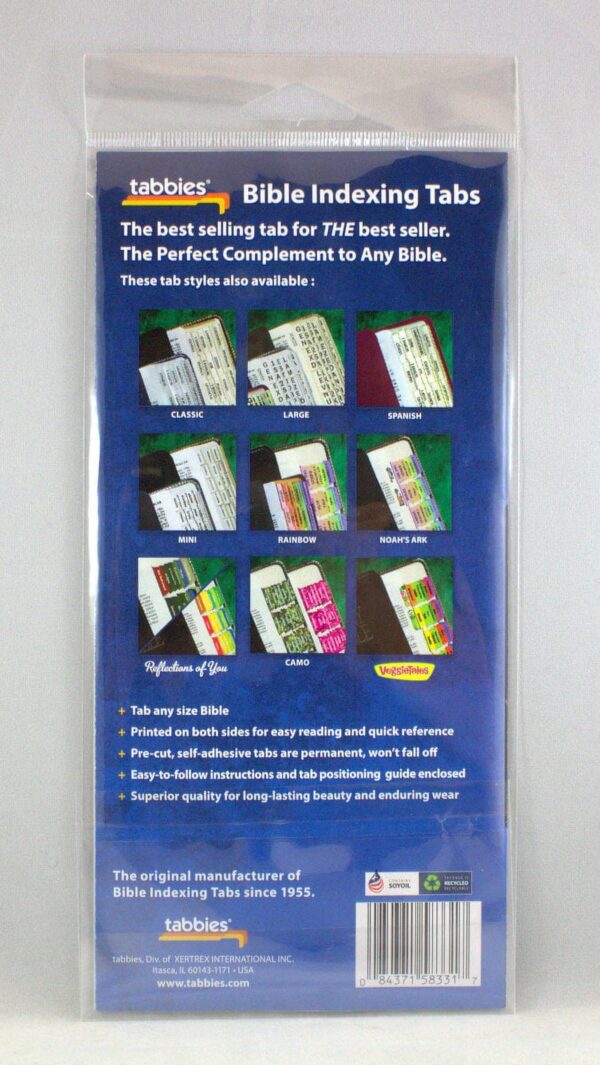 tabbies®
Bible Indexing Tabs
The best selling tab for THE best seller.
The Perfect Complement to Any Bible.
These tab styles also available :
CLASSIC
LARGE
SPANISH
MINI
RAINBOW
NOAH'S ARK
Reflections of You
CAMO
VeggieTales
+ Tab any size Bible
+ Printed on both sides for easy reading and quick reference
+ Pre-cut, self-adhesive tabs are permanent, won't fall off
+ Easy-to-follow instructions and tab positioning guide enclosed
+ Superior quality for long-lasting beauty and enduring wear
The original manufacturer of
Bible Indexing Tabs since 1955.
CONTAINS
SOYOIL
PACKAGE IS
RECYCLED
RECYCLABLE
tabbies®
tabbies, Div. of XERTREX INTERNATIONAL INC.
Itasca, IL 60143-1171 • USA
www.tabbies.com
0 84371 58331 7